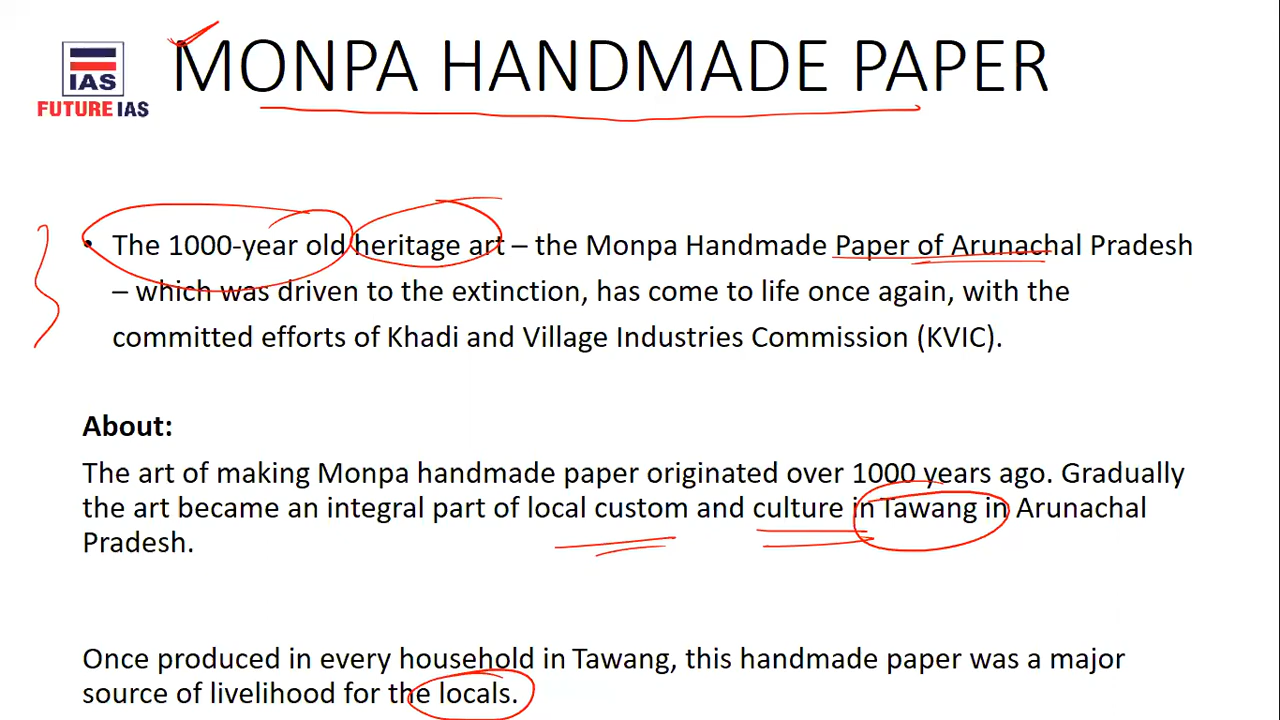 MONPA HANDMADE PAPER
IAS
FUTURE IAS
• The 1000-year old heritage art – the Monpa Handmade Paper of Arunachal Pradesh
– which was driven to the extinction, has come to life once again, with the
committed efforts of Khadi and Village Industries Commission (KVIC).
About:
The art of making Monpa handmade paper originated over 1000 years ago. Gradually
the art became an integral part of local custom and culture in Tawang in Arunachal
Pradesh.
Once produced in every household in Tawang, this handmade paper was a major
source of livelihood for the locals.